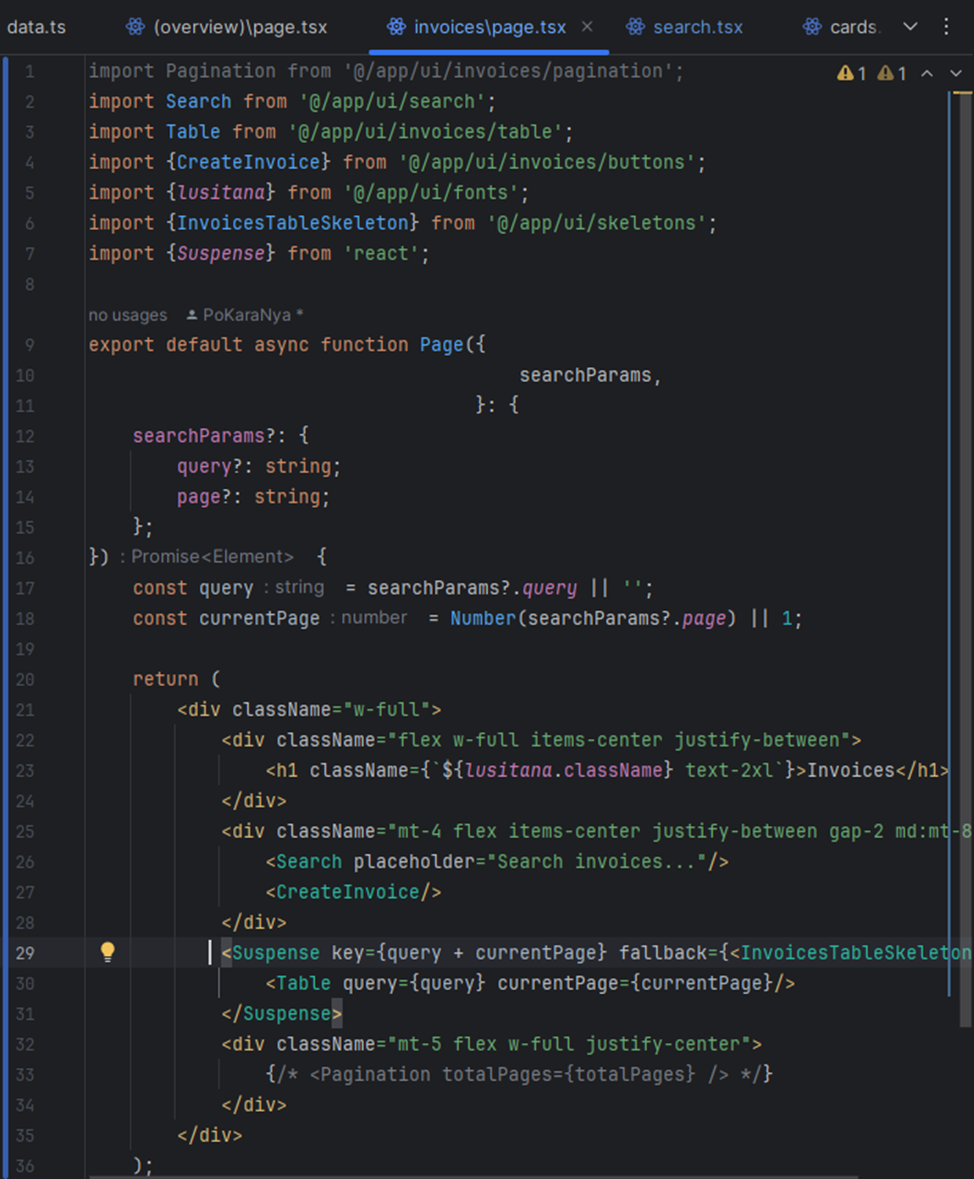 data.ts (overview)\page.tsx invoices\page.tsx search.tsx cards.
1 import Pagination from '@/app/ui/invoices/pagination'; 1 1
2 import Search from '@/app/ui/search';
3 import Table from '@/app/ui/invoices/table';
4 import {CreateInvoice} from '@/app/ui/invoices/buttons';
5 import {lusitana} from '@/app/ui/fonts';
6 import {InvoicesTableSkeleton} from '@/app/ui/skeletons';
7 import {Suspense} from 'react';
8
no usages PoKaraNya *
9 export default async function Page({
10 searchParams,
11 }: {
12 searchParams?: {
13 query?: string;
14 page?: string;
15 };
16 }) : Promise<Element> {
17 const query : string = searchParams?.query || '';
18 const currentPage : number = Number(searchParams?.page) || 1;
19
20 return (
21 <div className="w-full">
22 <div className="flex w-full items-center justify-between">
23 <h1 className={`${lusitana.className} text-2xl`}>Invoices</h1>
24 </div>
25 <div className="mt-4 flex items-center justify-between gap-2 md:mt-8
26 <Search placeholder="Search invoices..."/>
27 <CreateInvoice/>
28 </div>
29 <Suspense key={query + currentPage} fallback={<InvoicesTableSkeleton
30 <Table query={query} currentPage={currentPage}/>
31 </Suspense>
32 <div className="mt-5 flex w-full justify-center">
33 {/* <Pagination totalPages={totalPages} /> */}
34 </div>
35 </div>
36 );